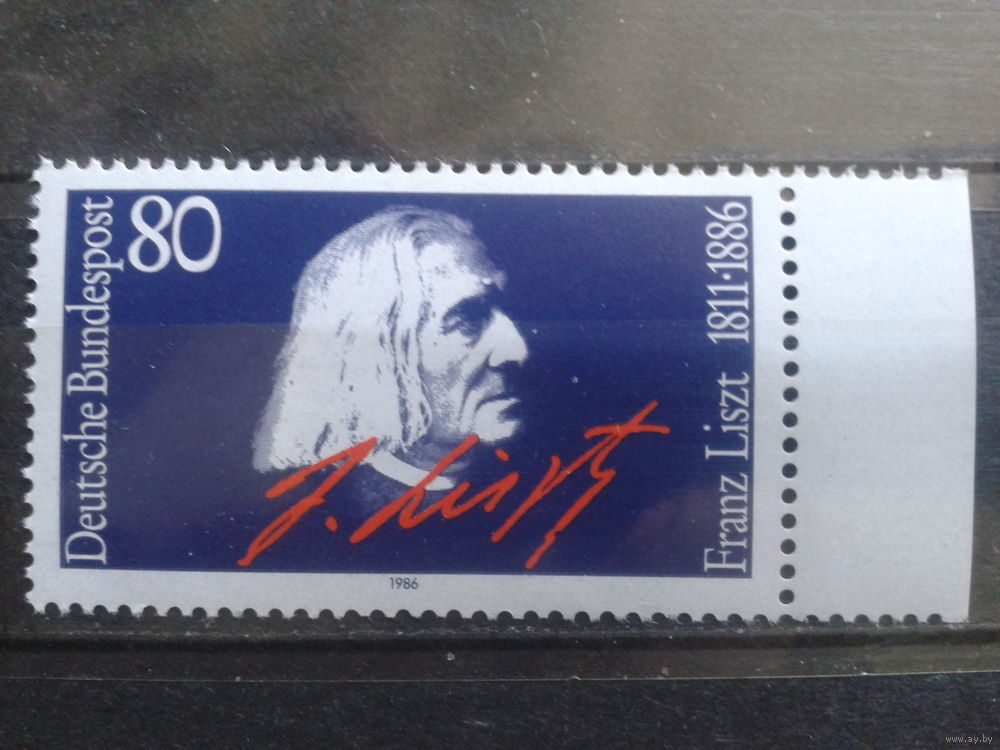 Deutsche Bundespost
80
F. Liszt
Franz Liszt 1811·1886
1986
www.ay.by